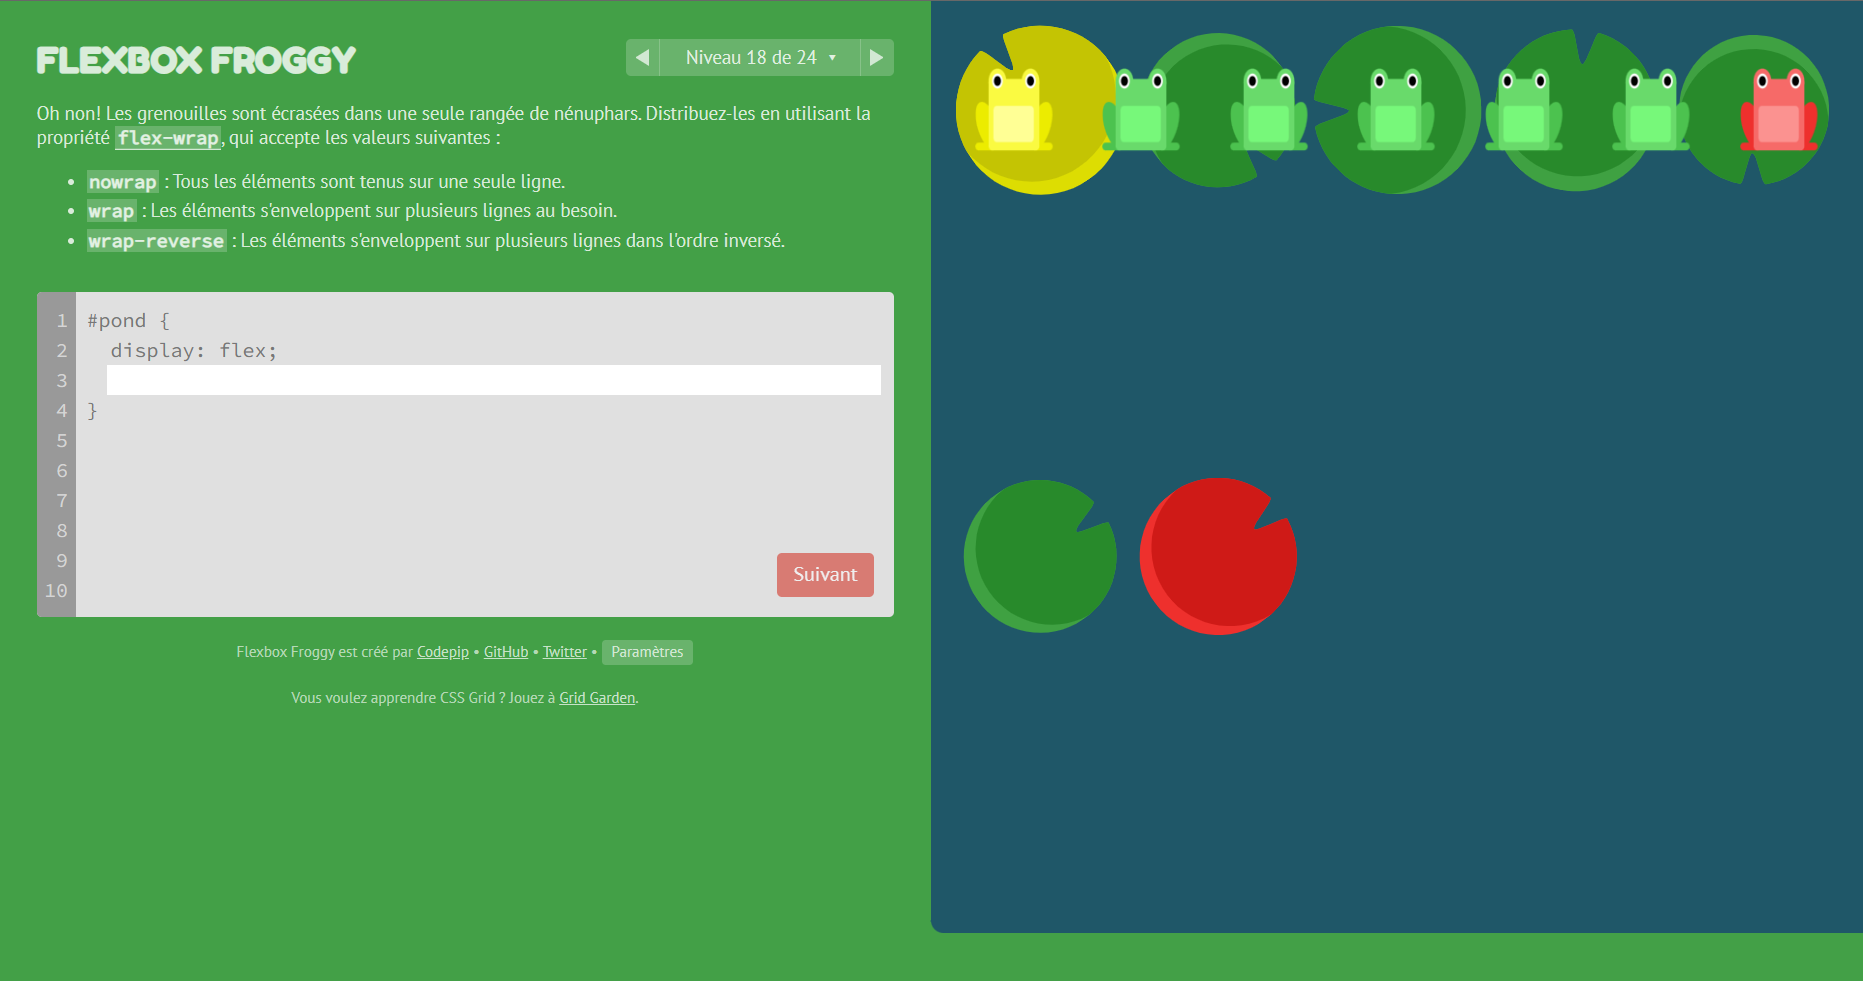 FLEXBOX FROGGY
Niveau 18 de 24 ▾
Oh non! Les grenouilles sont écrasées dans une seule rangée de nénuphars. Distribuez-les en utilisant la
propriété flex-wrap, qui accepte les valeurs suivantes :
• nowrap : Tous les éléments sont tenus sur une seule ligne.
• wrap : Les éléments s'enveloppent sur plusieurs lignes au besoin.
• wrap-reverse : Les éléments s'enveloppent sur plusieurs lignes dans l'ordre inversé.
1 #pond {
2 display: flex;
3
4 }
5
6
7
8
9
10
Suivant
Flexbox Froggy est créé par Codepip • GitHub • Twitter • Paramètres
Vous voulez apprendre CSS Grid ? Jouez à Grid Garden.